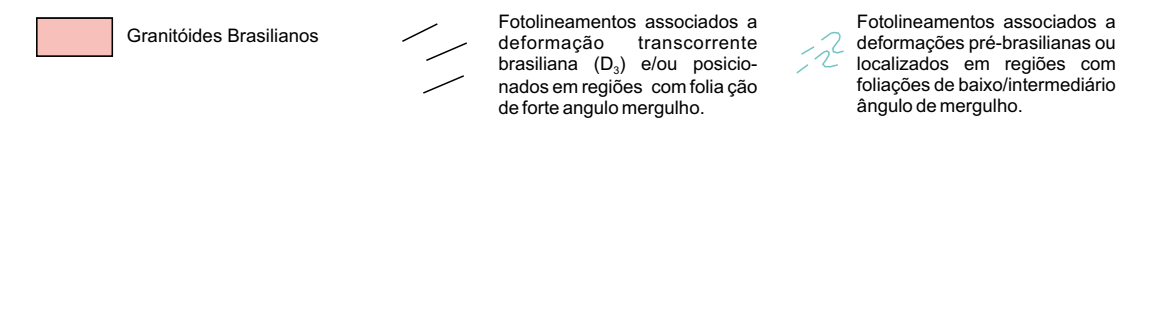 Granitóides Brasilianos
Fotolineamentos associados a
deformação transcorrente
brasiliana (D₃) e/ou posicio-
nados em regiões com folia ção
de forte angulo mergulho.
Fotolineamentos associados a
deformações pré-brasilianas ou
localizados em regiões com
foliações de baixo/intermediário
ângulo de mergulho.